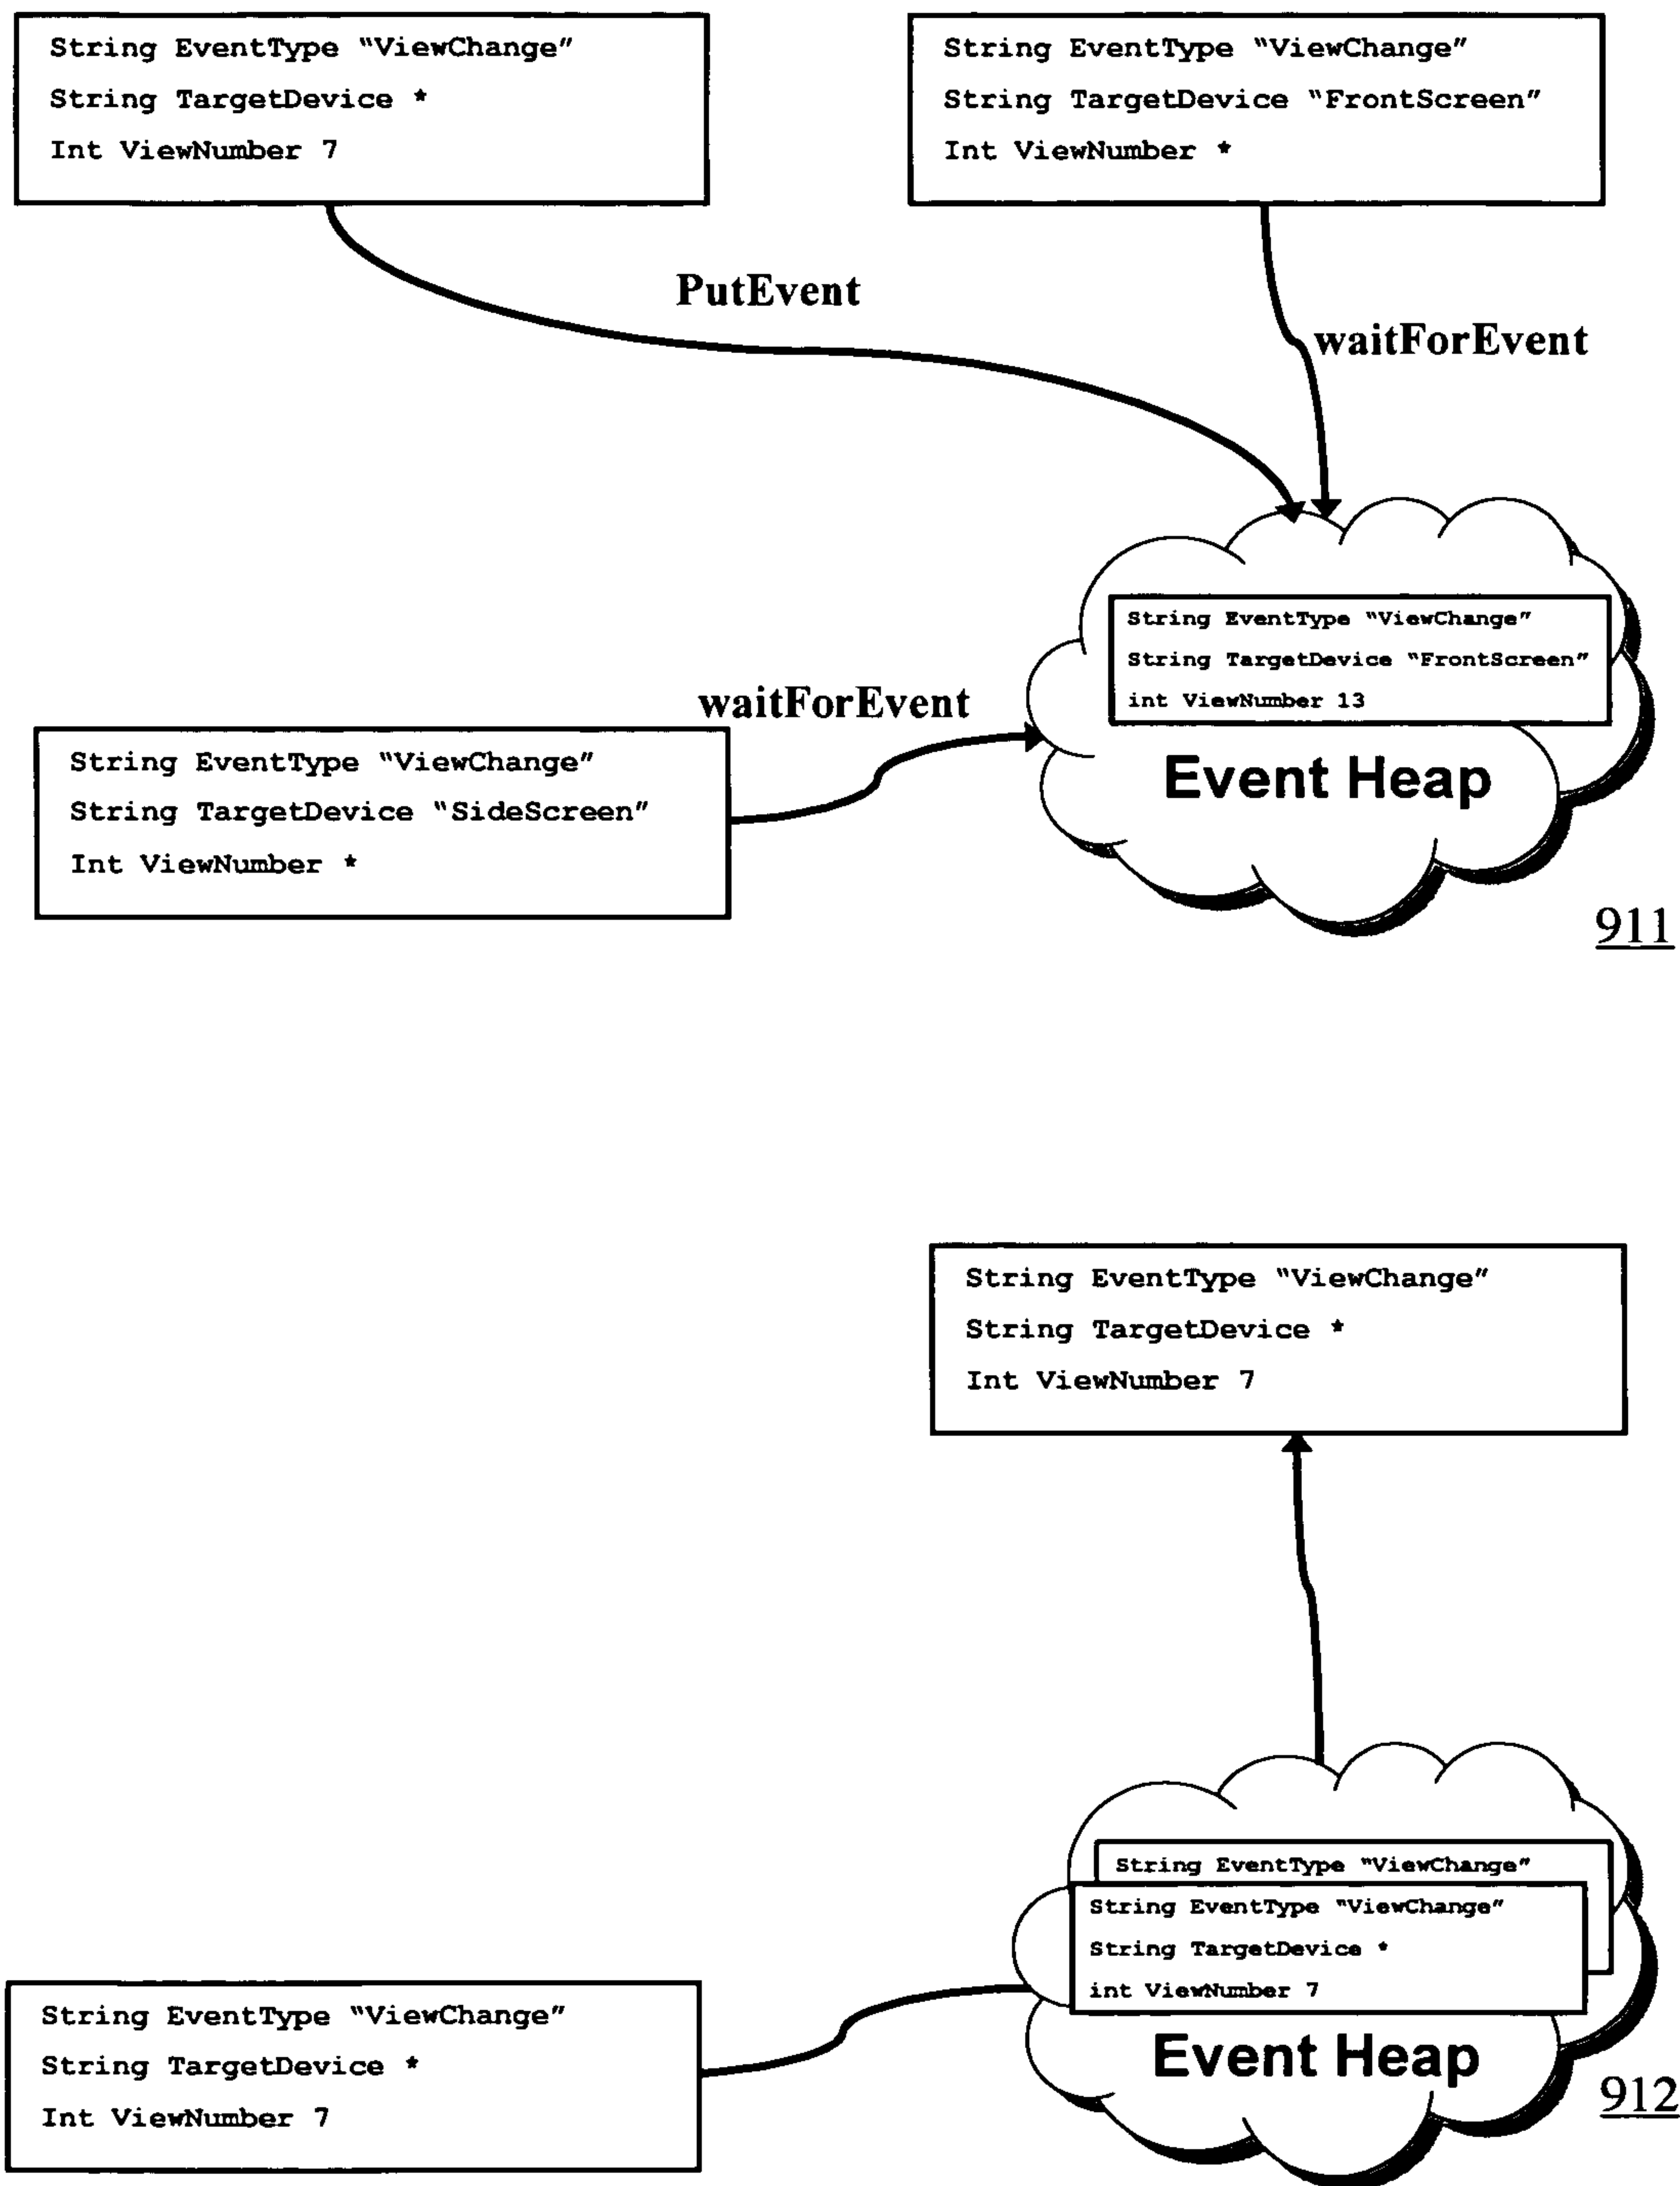 String EventType “ViewChange”
String TargetDevice *
Int ViewNumber 7
String EventType “ViewChange”
String TargetDevice “FrontScreen”
Int ViewNumber *
PutEvent
waitForEvent
String EventType “ViewChange”
String TargetDevice “FrontScreen”
int ViewNumber 13
Event Heap
waitForEvent
String EventType “ViewChange”
String TargetDevice “SideScreen”
Int ViewNumber *
911
String EventType “ViewChange”
String TargetDevice *
Int ViewNumber 7
String EventType “ViewChange”
String EventType “ViewChange”
String TargetDevice *
int ViewNumber 7
Event Heap
String EventType “ViewChange”
String TargetDevice *
Int ViewNumber 7
912